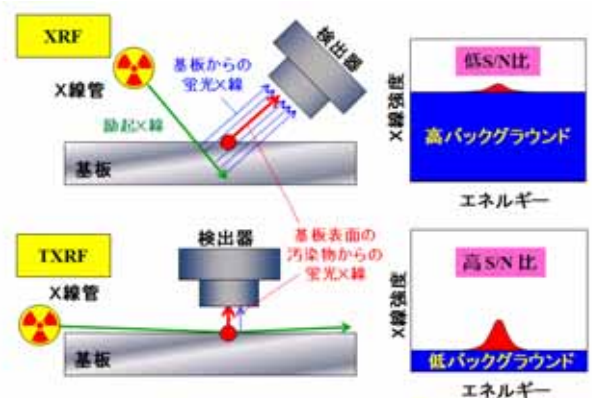 XRF
X線管
励起X線
基板からの
蛍光X線
検出器
基板
低S/N比
高バックグラウンド
X線強度
エネルギー
TXRF
X線管
検出器
基板表面の
汚染物からの
蛍光X線
基板
高S/N比
低バックグラウンド
X線強度
エネルギー